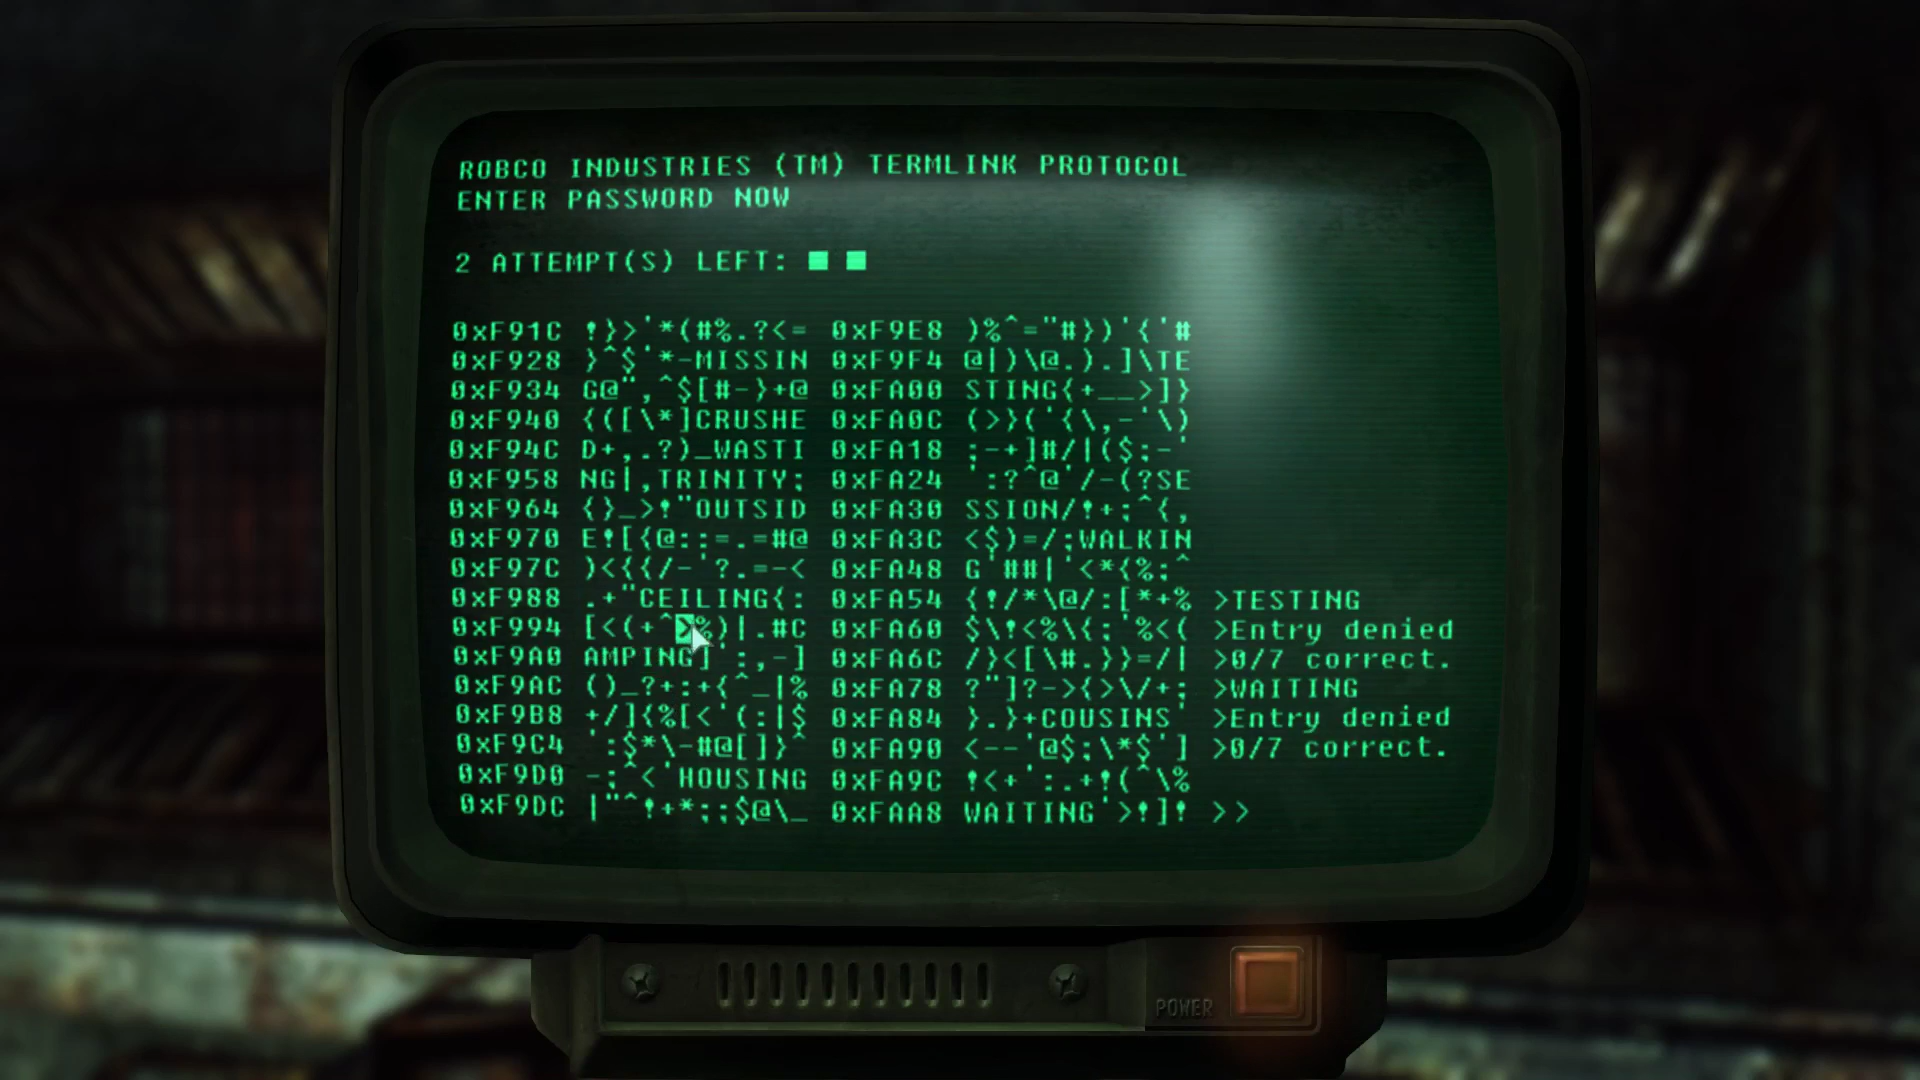 ROBCO INDUSTRIES (TM) TERMLINK PROTOCOL
ENTER PASSWORD NOW
2 ATTEMPT(S) LEFT: ■ ■
0xF91C !}>'*(#%.?<= 0xF9E8 )%^="#})'{'#
0xF928 }^$'*-MISSIN 0xF9F4 @|)\@.).]\TE
0xF934 G@",^$[#-}+@ 0xFA00 STING{+__>]}
0xF940 {([\*]CRUSHE 0xFA0C (>}('{\,-'\)
0xF94C D+,.?)_WASTI 0xFA18 ;-+]#/|($;-'
0xF958 NG|,TRINITY; 0xFA24 ':?^@'/-(?SE
0xF964 {}_>!"OUTSID 0xFA30 SSION/!+;^{,
0xF970 E![{@::=.=#@ 0xFA3C <$)=/;WALKIN
0xF97C )<{{/-'?.=-< 0xFA48 G'##|'<*{%;^
0xF988 .+"CEILING{: 0xFA54 {!/*\@/:[*+% >TESTING
0xF994 [<(+^>%)|.#C 0xFA60 $\!<%\{;'%<( >Entry denied
0xF9A0 AMPING]':,-] 0xFA6C /}<[\#.}}=/| >0/7 correct.
0xF9AC ()_?+:+{^_|% 0xFA78 ?"]?->{>\/+; >WAITING
0xF9B8 +/]{%[<'(:|$ 0xFA84 }.}+COUSINS' >Entry denied
0xF9C4 ':$*\-#@[]}^ 0xFA90 <--'@$;\*$'] >0/7 correct.
0xF9D0 -;^<'HOUSING 0xFA9C !<+':.+!(^\%
0xF9DC |"^!+*;;$@\_ 0xFAA8 WAITING'>!]! >>
POWER